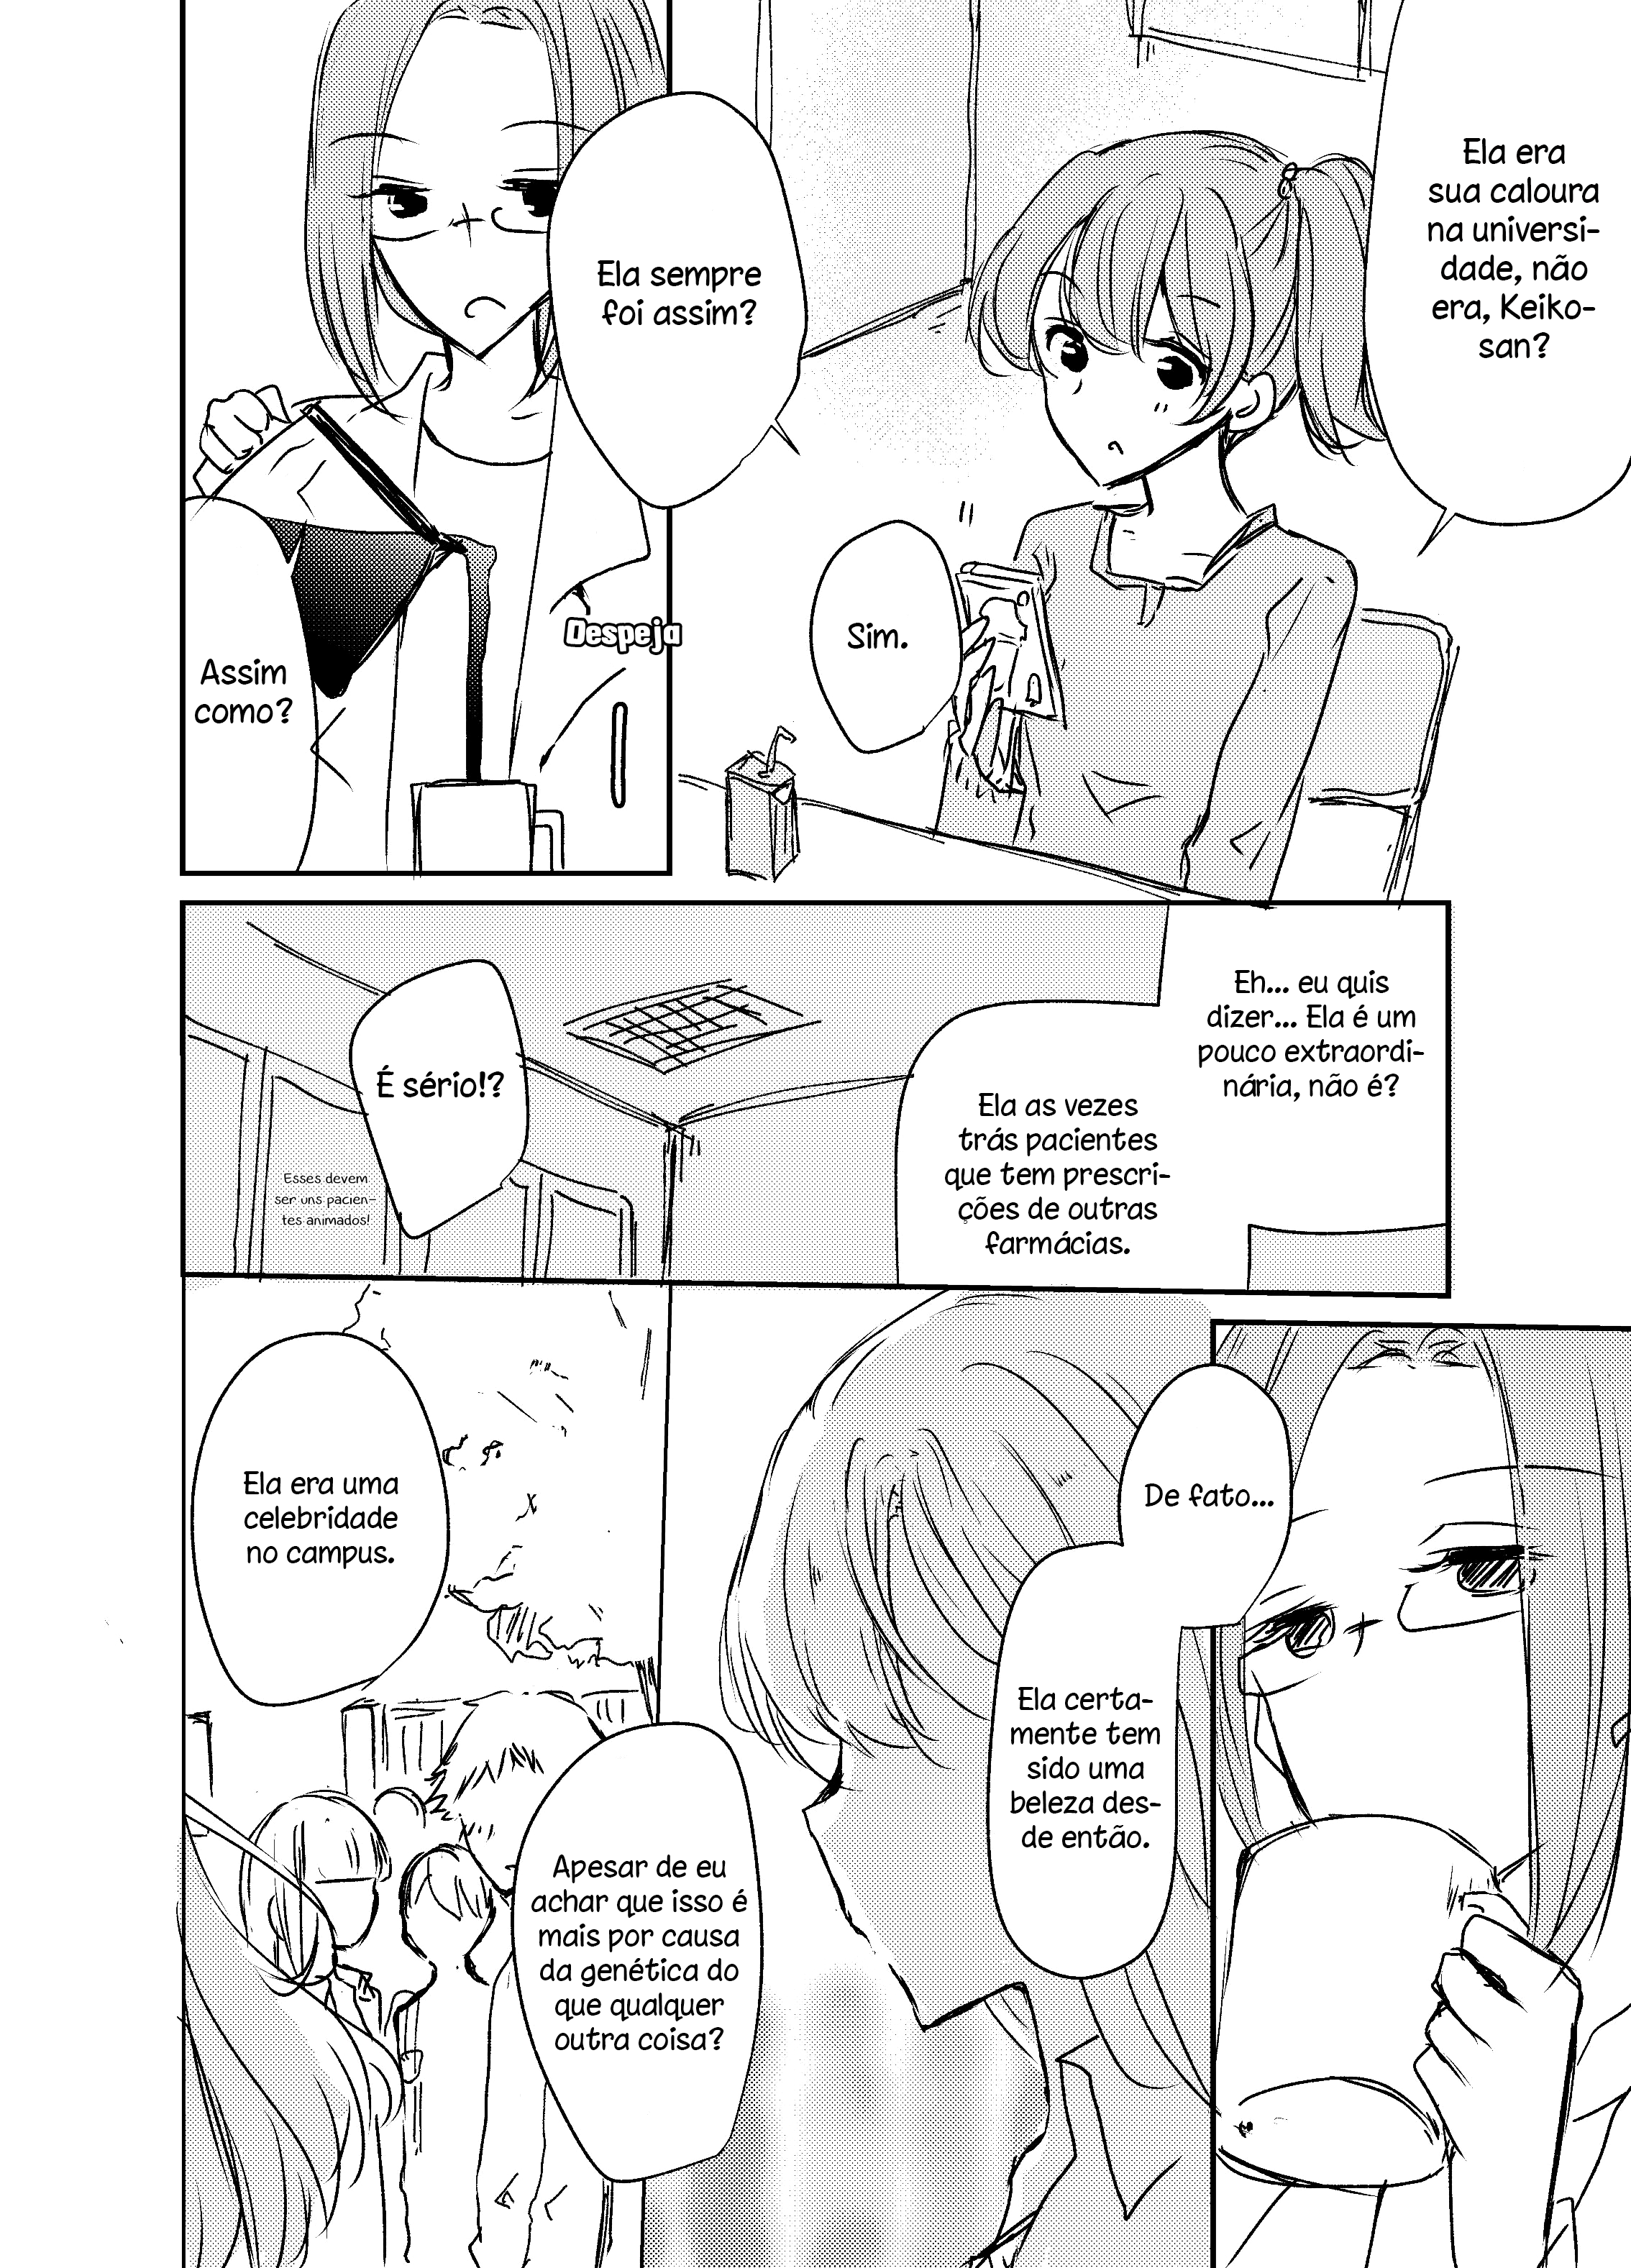 Ela era
sua caloura
na universi-
dade, não
era, Keiko-
san?
Sim.
Ela sempre
foi assim?
Despeja
Assim
como?
Eh... eu quis
dizer... Ela é um
pouco extraordi-
nária, não é?
Ela as vezes
trás pacientes
que tem prescri-
ções de outras
farmácias.
É sério!?
Esses devem
ser uns pacien-
tes animados!
De fato...
Ela certa-
mente tem
sido uma
beleza des-
de então.
Ela era uma
celebridade
no campus.
Apesar de eu
achar que isso é
mais por causa
da genética do
que qualquer
outra coisa?